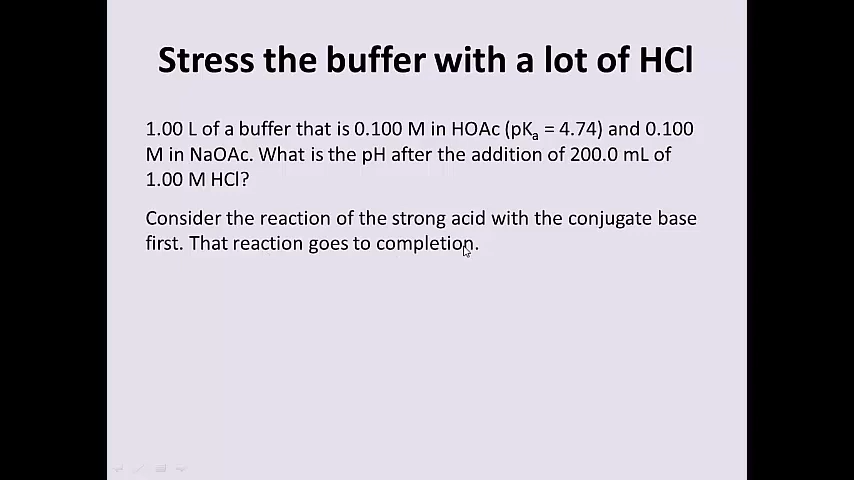 Stress the buffer with a lot of HCl
1.00 L of a buffer that is 0.100 M in HOAc (pKa = 4.74) and 0.100
M in NaOAc. What is the pH after the addition of 200.0 mL of
1.00 M HCl?
Consider the reaction of the strong acid with the conjugate base
first. That reaction goes to completion.